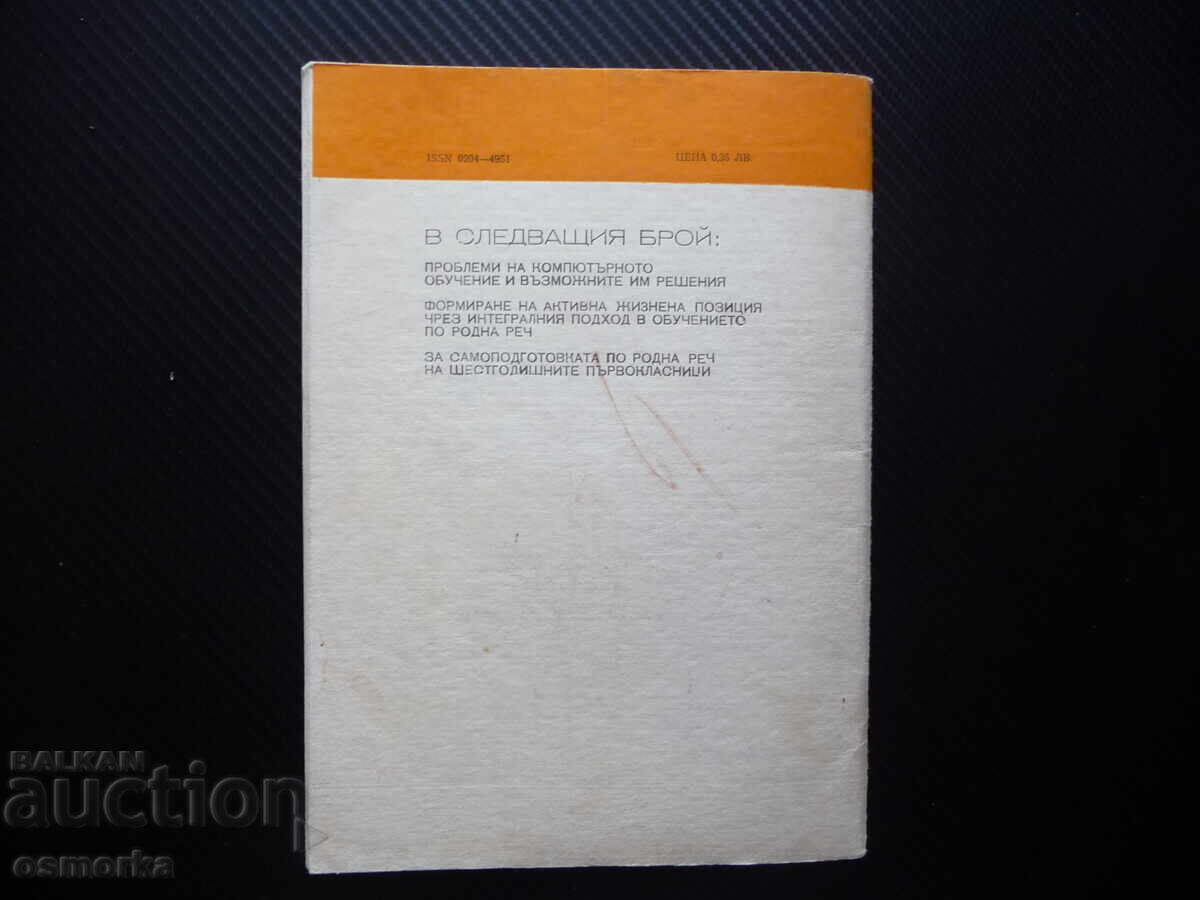 ISSN 0204—4951 ЦЕНА 0,35 ЛВ.
В СЛЕДВАЩИЯ БРОЙ:
ПРОБЛЕМИ НА КОМПЮТЪРНОТО
ОБУЧЕНИЕ И ВЪЗМОЖНИТЕ ИМ РЕШЕНИЯ
ФОРМИРАНЕ НА АКТИВНА ЖИЗНЕНА ПОЗИЦИЯ
ЧРЕЗ ИНТЕГРАЛНИЯ ПОДХОД В ОБУЧЕНИЕТО
ПО РОДНА РЕЧ
ЗА САМОПОДГОТОВКАТА ПО РОДНА РЕЧ
НА ШЕСТГОДИШНИТЕ ПЪРВОКЛАСНИЦИ
BALKAN
auction
osmorka